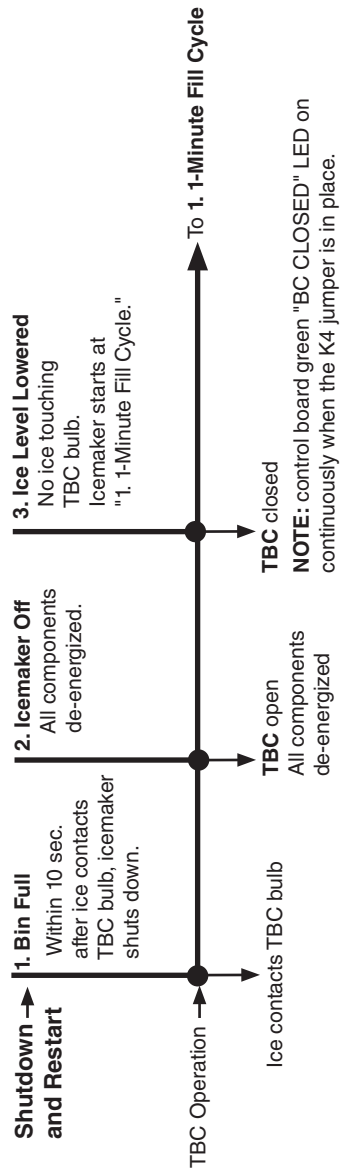 Shutdown
and Restart
1. Bin Full
Within 10 sec.
after ice contacts
TBC bulb, icemaker
shuts down.
2. Icemaker Off
All components
de-energized.
3. Ice Level Lowered
No ice touching
TBC bulb.
Icemaker starts at
"1. 1-Minute Fill Cycle."
To 1. 1-Minute Fill Cycle
TBC Operation
Ice contacts TBC bulb
TBC open
All components
de-energized
TBC closed
NOTE: control board green "BC CLOSED" LED on
continuously when the K4 jumper is in place.